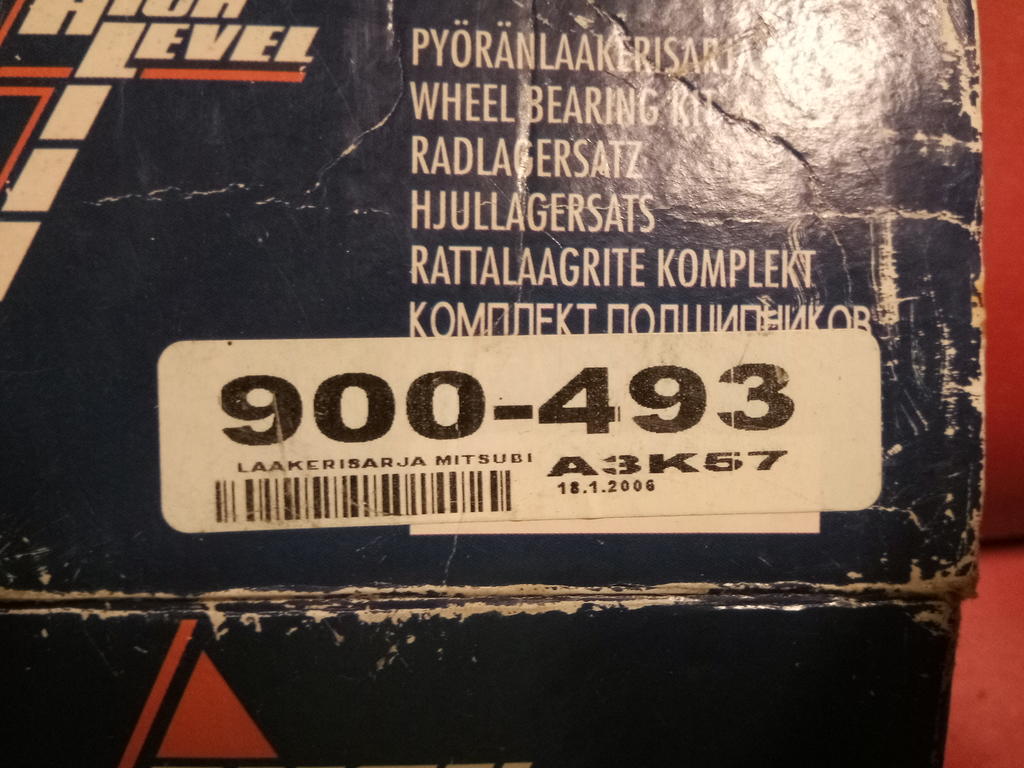 HIGH
LEVEL
PYÖRÄNLAAKERISARJA
WHEEL BEARING KIT
RADLAGERSATZ
HJULLAGERSATS
RATTALAAGRITE KOMPLEKT
КОМПЛЕКТ ПОДШИПНИКОВ
900-493
LAAKERISARJA MITSUBI
A3K57
18.1.2006